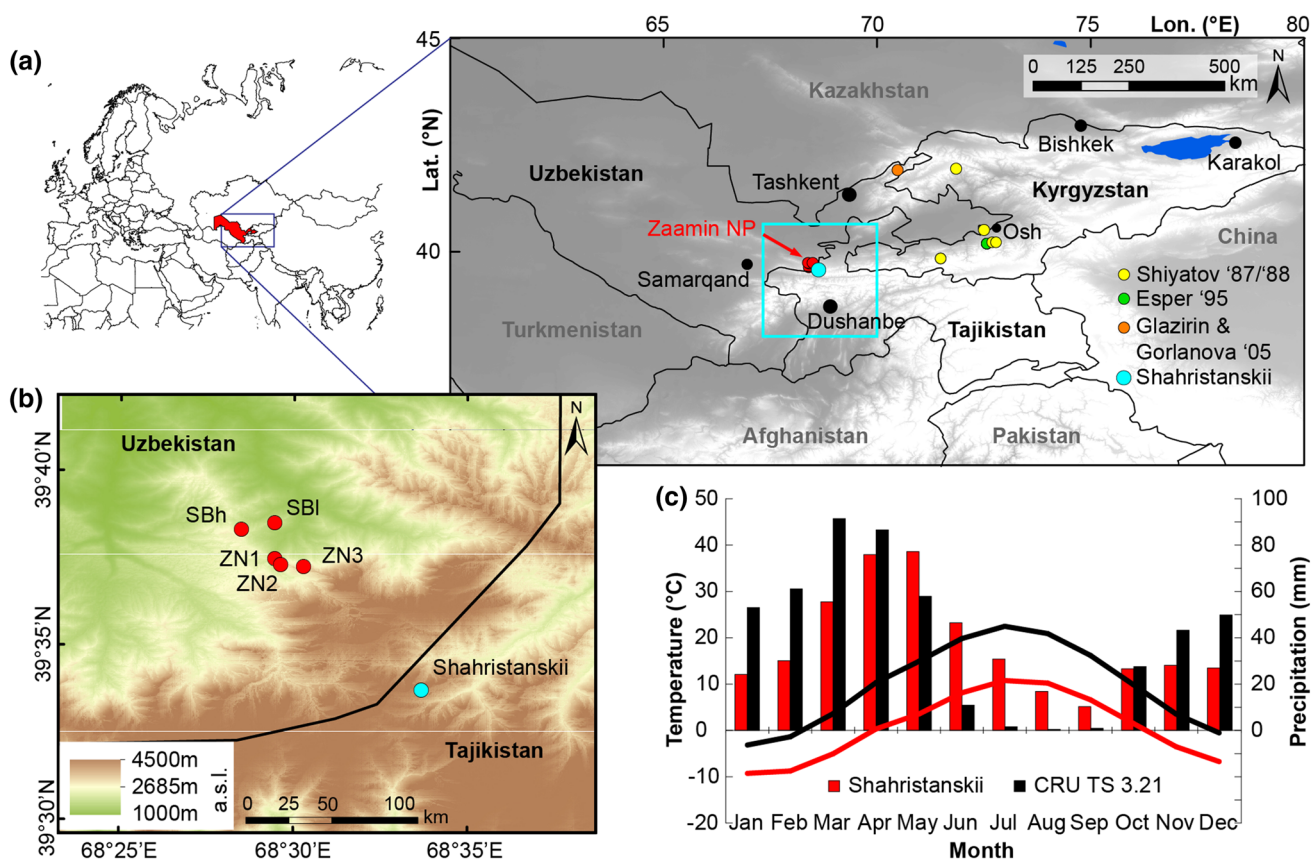 (a)
65
70
75
Lon. (°E)
80
45
Lat. (°N)
40
N
0 125 250 500
km
Kazakhstan
Bishkek
Karakol
Uzbekistan
Tashkent
Kyrgyzstan
Zaamin NP
Osh
China
Samarqand
Shiyatov ‘87/‘88
Esper ‘95
Glazirin &
Gorlanova ‘05
Shahristanskii
Dushanbe
Turkmenistan
Tajikistan
Afghanistan
Pakistan
(b)
N
Uzbekistan
39°40'N
SBh
SBl
ZN1
ZN3
ZN2
39°35'N
Shahristanskii
Tajikistan
4500m
2685m
1000m
a.s.l.
0 25 50 100
km
39°30'N
68°25'E
68°30'E
68°35'E
(c)
Temperature (°C)
50
40
30
20
10
0
-10
-20
Precipitation (mm)
100
80
60
40
20
0
Shahristanskii
CRU TS 3.21
Jan Feb Mar Apr May Jun Jul Aug Sep Oct Nov Dec
Month